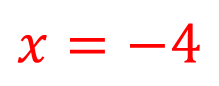 x = −4